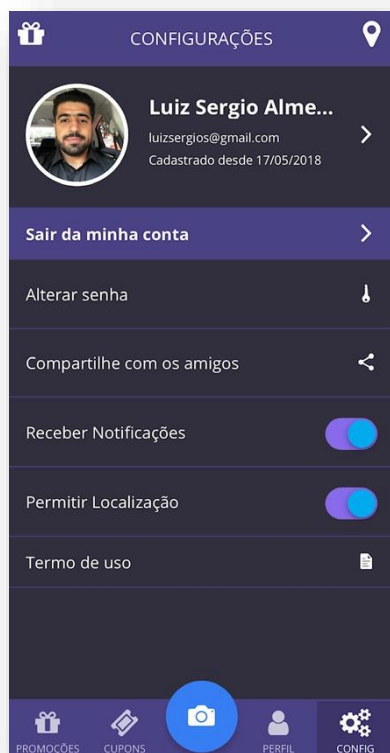 CONFIGURAÇÕES
Luiz Sergio Alme...
luizsergios@gmail.com
Cadastrado desde 17/05/2018
Sair da minha conta
Alterar senha
Compartilhe com os amigos
Receber Notificações
Permitir Localização
Termo de uso
PROMOÇÕES CUPONS PERFIL CONFIG